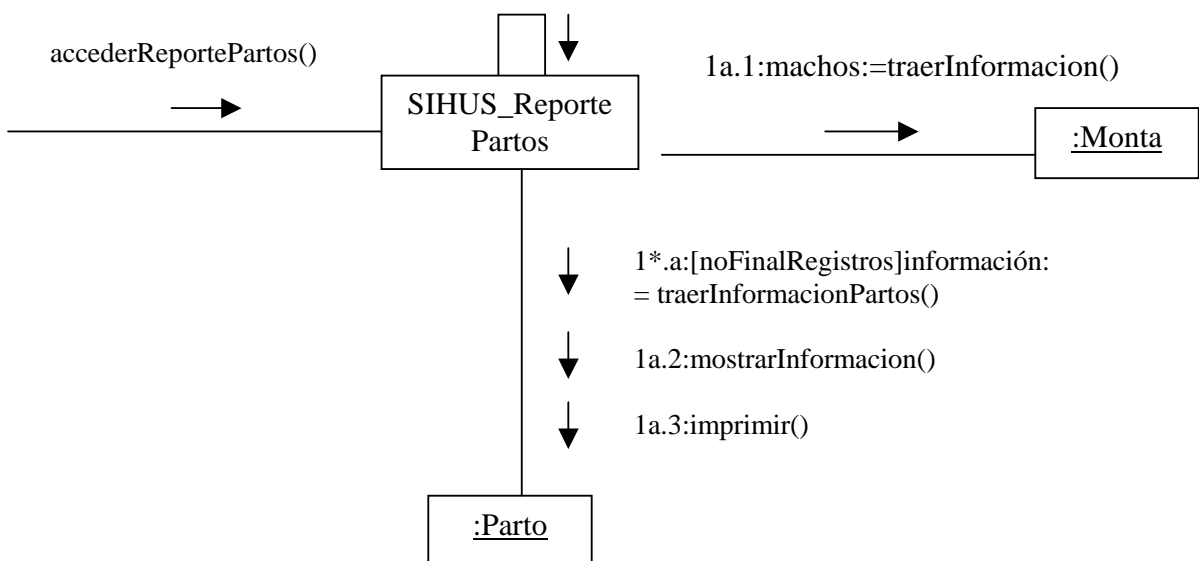 accederReportePartos()
1a.1:machos:=traerInformacion()
SIHUS_Reporte
Partos
:Monta
1*.a:[noFinalRegistros]información:
= traerInformacionPartos()
1a.2:mostrarInformacion()
1a.3:imprimir()
:Parto